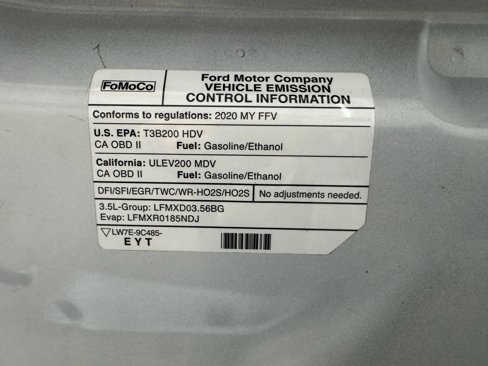 FoMoCo
Ford Motor Company
VEHICLE EMISSION
CONTROL INFORMATION
Conforms to regulations: 2020 MY FFV
U.S. EPA: T3B200 HDV
CA OBD II Fuel: Gasoline/Ethanol
California: ULEV200 MDV
CA OBD II Fuel: Gasoline/Ethanol
DFI/SFI/EGR/TWC/WR-HO2S/HO2S No adjustments needed.
3.5L-Group: LFMXD03.56BG
Evap: LFMXR0185NDJ
LW7E-9C485-
EYT